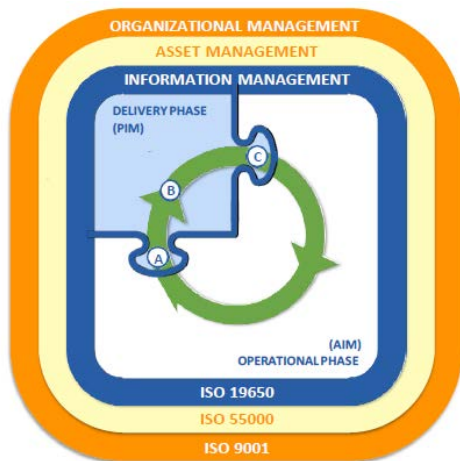 ORGANIZATIONAL MANAGEMENT
ASSET MANAGEMENT
INFORMATION MANAGEMENT
DELIVERY PHASE
(PIM)
C
B
A
(AIM)
OPERATIONAL PHASE
ISO 19650
ISO 55000
ISO 9001